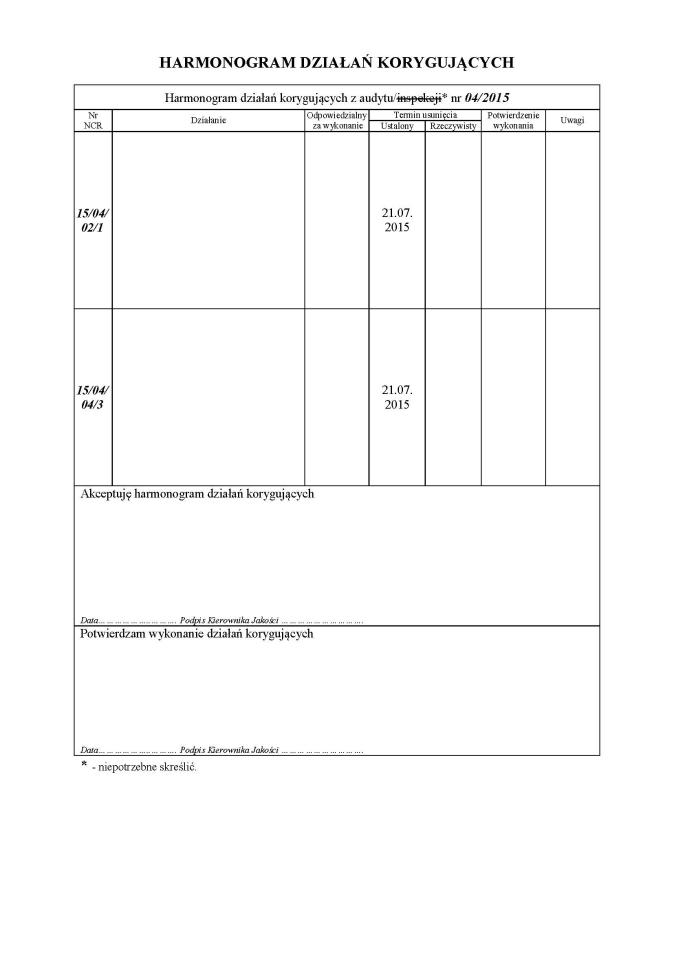 HARMONOGRAM DZIAŁAŃ KORYGUJĄCYCH
Harmonogram działań korygujących z audytu/inspekcji* nr 04/2015
Nr NCR
Działanie
Odpowiedzialny za wykonanie
Termin usunięcia
Ustalony
Rzeczywisty
Potwierdzenie wykonania
Uwagi
15/04/
02/1
21.07.
2015
15/04/
04/3
21.07.
2015
Akceptuję harmonogram działań korygujących
Data……………………… Podpis Kierownika Jakości ………………………
Potwierdzam wykonanie działań korygujących
Data……………………… Podpis Kierownika Jakości ………………………
* - niepotrzebne skreślić.